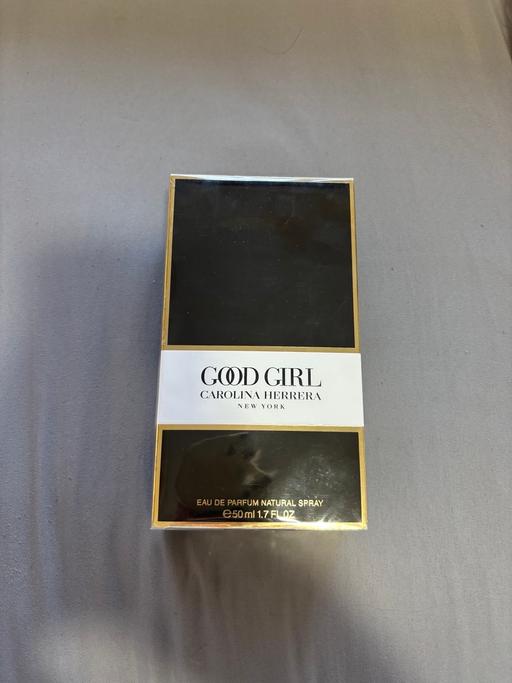 GOOD GIRL
CAROLINA HERRERA
NEW YORK
EAU DE PARFUM NATURAL SPRAY
℮50 ml 1.7 FL.OZ